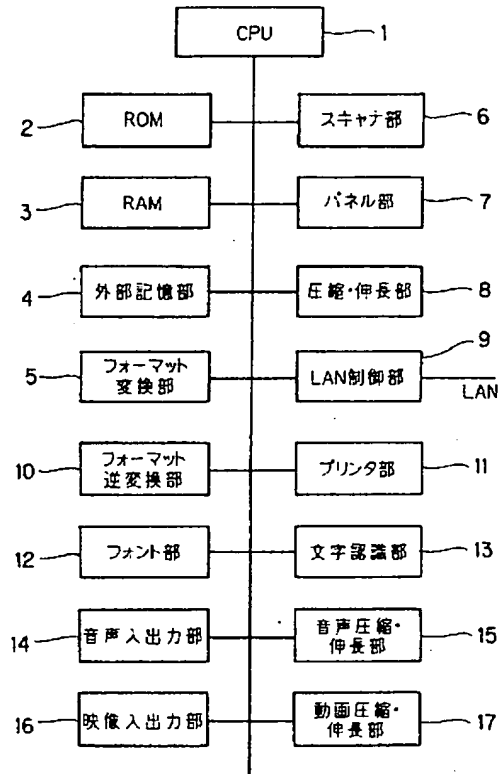 CPU
1
2
ROM
スキャナ部
6
3
RAM
パネル部
7
4
外部記憶部
圧縮・伸長部
8
5
フォーマット
変換部
LAN制御部
9
LAN
10
フォーマット
逆変換部
プリンタ部
11
12
フォント部
文字認識部
13
14
音声入出力部
音声圧縮・
伸長部
15
16
映像入出力部
動画圧縮・
伸長部
17